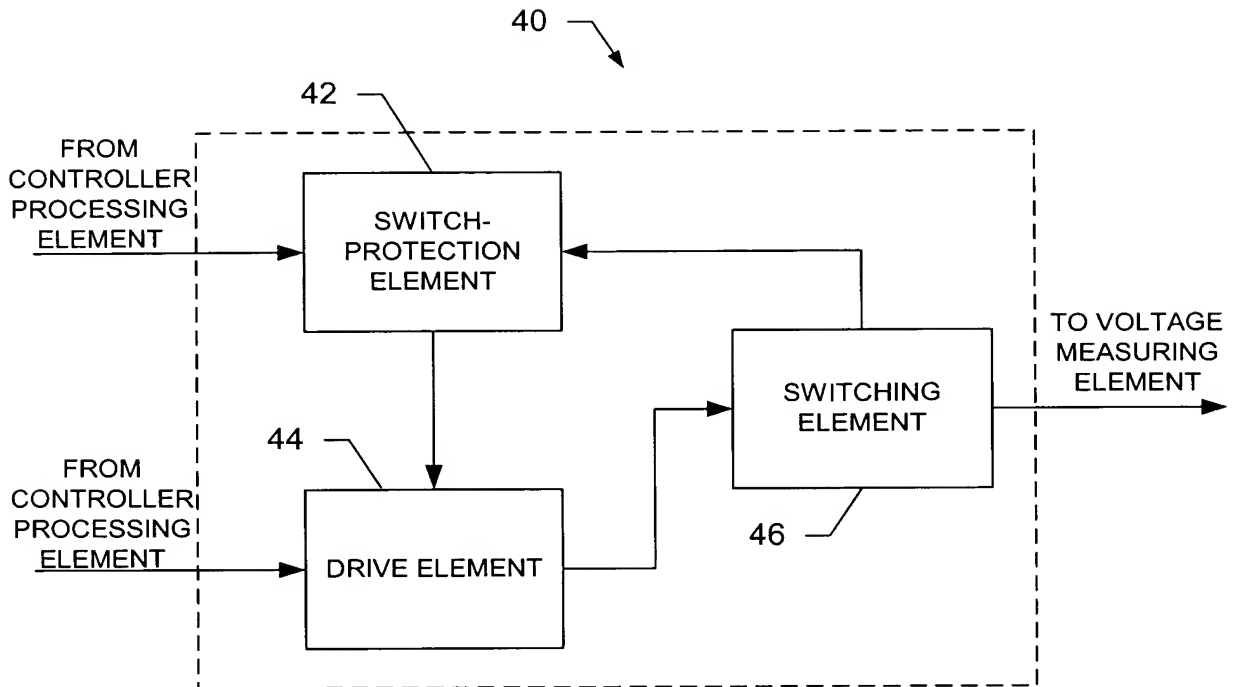 40
42
FROM
CONTROLLER
PROCESSING
ELEMENT
SWITCH-
PROTECTION
ELEMENT
TO VOLTAGE
MEASURING
ELEMENT
SWITCHING
ELEMENT
46
44
FROM
CONTROLLER
PROCESSING
ELEMENT
DRIVE ELEMENT